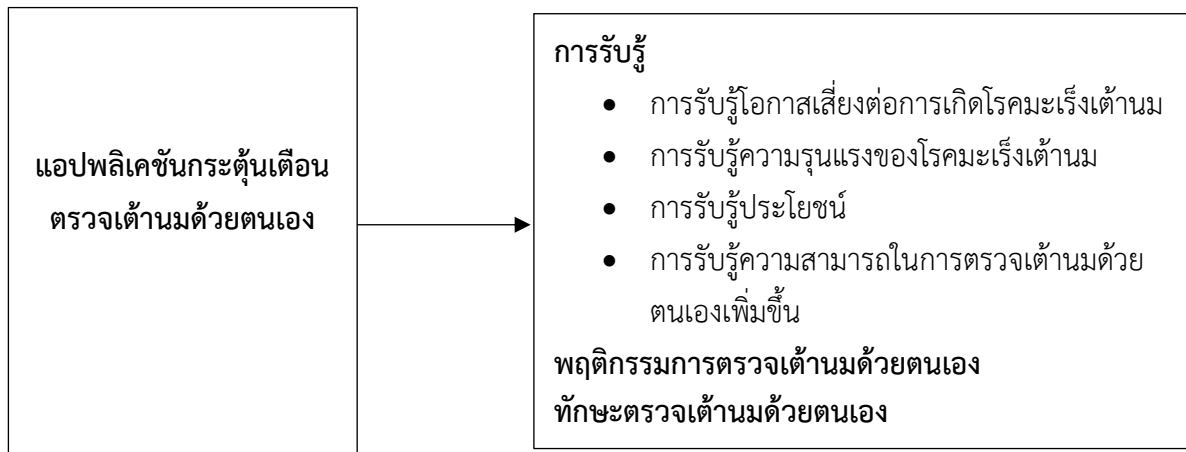 แอปพลิเคชันกระตุ้นเตือน
ตรวจเต้านมด้วยตนเอง
การรับรู้
• การรับรู้โอกาสเสี่ยงต่อการเกิดโรคมะเร็งเต้านม
• การรับรู้ความรุนแรงของโรคมะเร็งเต้านม
• การรับรู้ประโยชน์
• การรับรู้ความสามารถในการตรวจเต้านมด้วย
ตนเองเพิ่มขึ้น
พฤติกรรมการตรวจเต้านมด้วยตนเอง
ทักษะตรวจเต้านมด้วยตนเอง